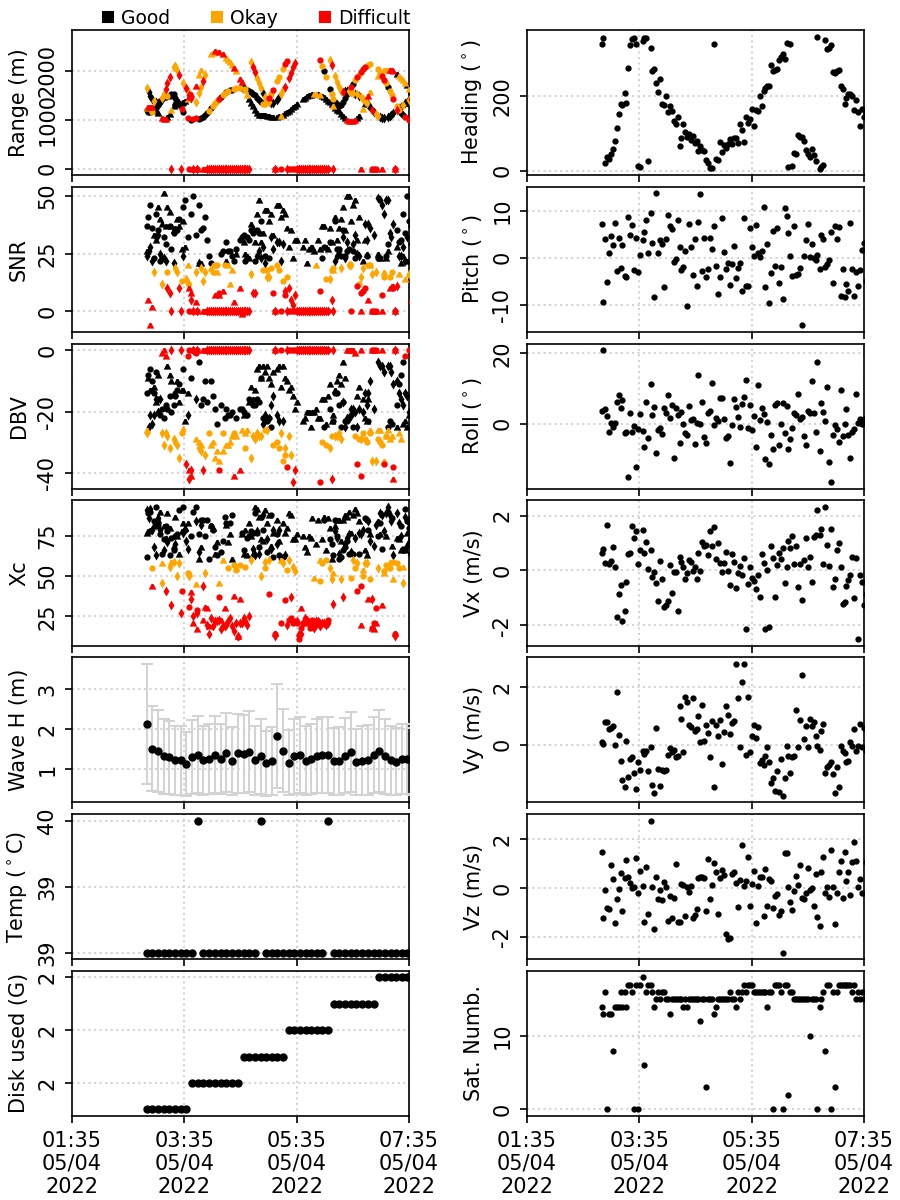 Good Okay Difficult
Range (m)
2000
1000
0
Heading (°)
200
0
SNR
50
25
0
Pitch (°)
10
0
-10
DBV
0
-20
-40
Roll (°)
20
0
Xc
75
50
25
Vx (m/s)
2
0
-2
Wave H (m)
3
2
1
Vy (m/s)
2
0
Temp (°C)
40
39
39
Vz (m/s)
2
0
-2
Disk used (G)
2
2
2
Sat. Numb.
10
0
01:35 03:35 05:35 07:35
05/04 05/04 05/04 05/04
2022 2022 2022 2022
01:35 03:35 05:35 07:35
05/04 05/04 05/04 05/04
2022 2022 2022 2022